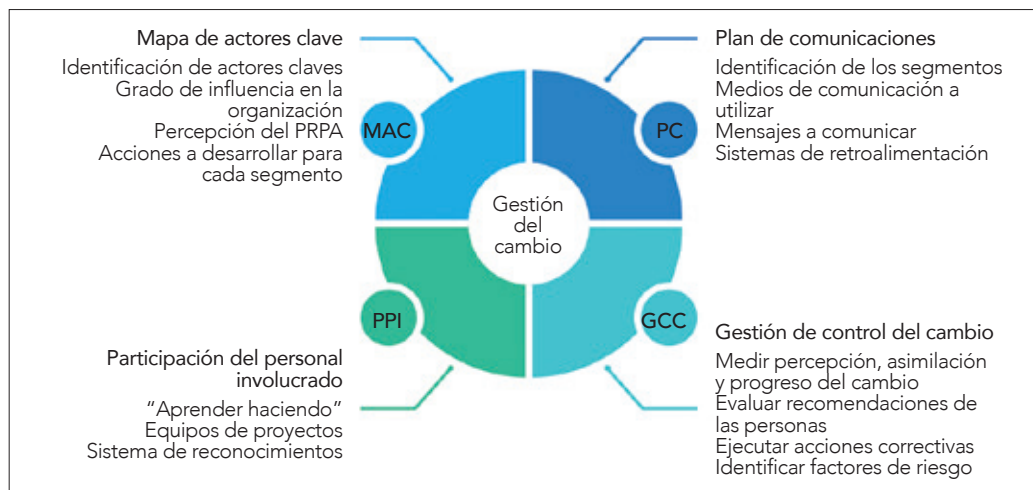 Mapa de actores clave
Identificación de actores claves
Grado de influencia en la
organización
Percepción del PRPA
Acciones a desarrollar para
cada segmento
MAC
Plan de comunicaciones
Identificación de los segmentos
Medios de comunicación a
utilizar
Mensajes a comunicar
Sistemas de retroalimentación
PC
Gestión
del
cambio
PPI
Participación del personal
involucrado
“Aprender haciendo”
Equipos de proyectos
Sistema de reconocimientos
GCC
Gestión de control del cambio
Medir percepción, asimilación
y progreso del cambio
Evaluar recomendaciones de
las personas
Ejecutar acciones correctivas
Identificar factores de riesgo